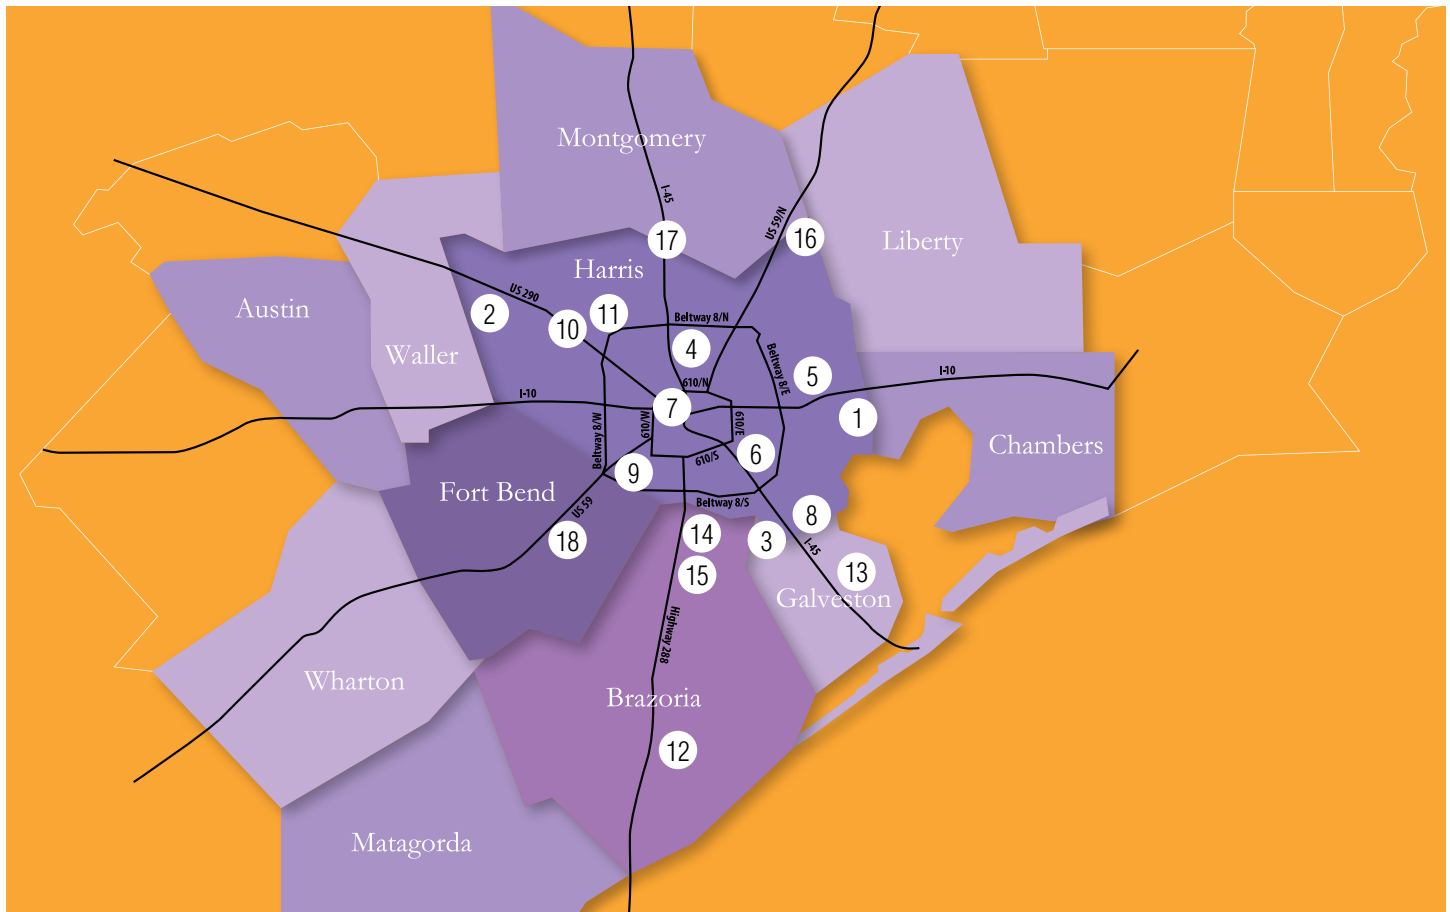 Montgomery
I-45
US 59/N
17
16
Liberty
Harris
Austin
US 290
2
11
10
Beltway 8/N
4
Waller
Beltway 8/E
5
610/N
I-10
I-10
7
1
610/W
610/E
Beltway 8/W
Chambers
6
610/S
9
Fort Bend
Beltway 8/S
US 59
8
14
3
18
I-45
15
13
Galveston
Highway 288
Wharton
Brazoria
12
Matagorda